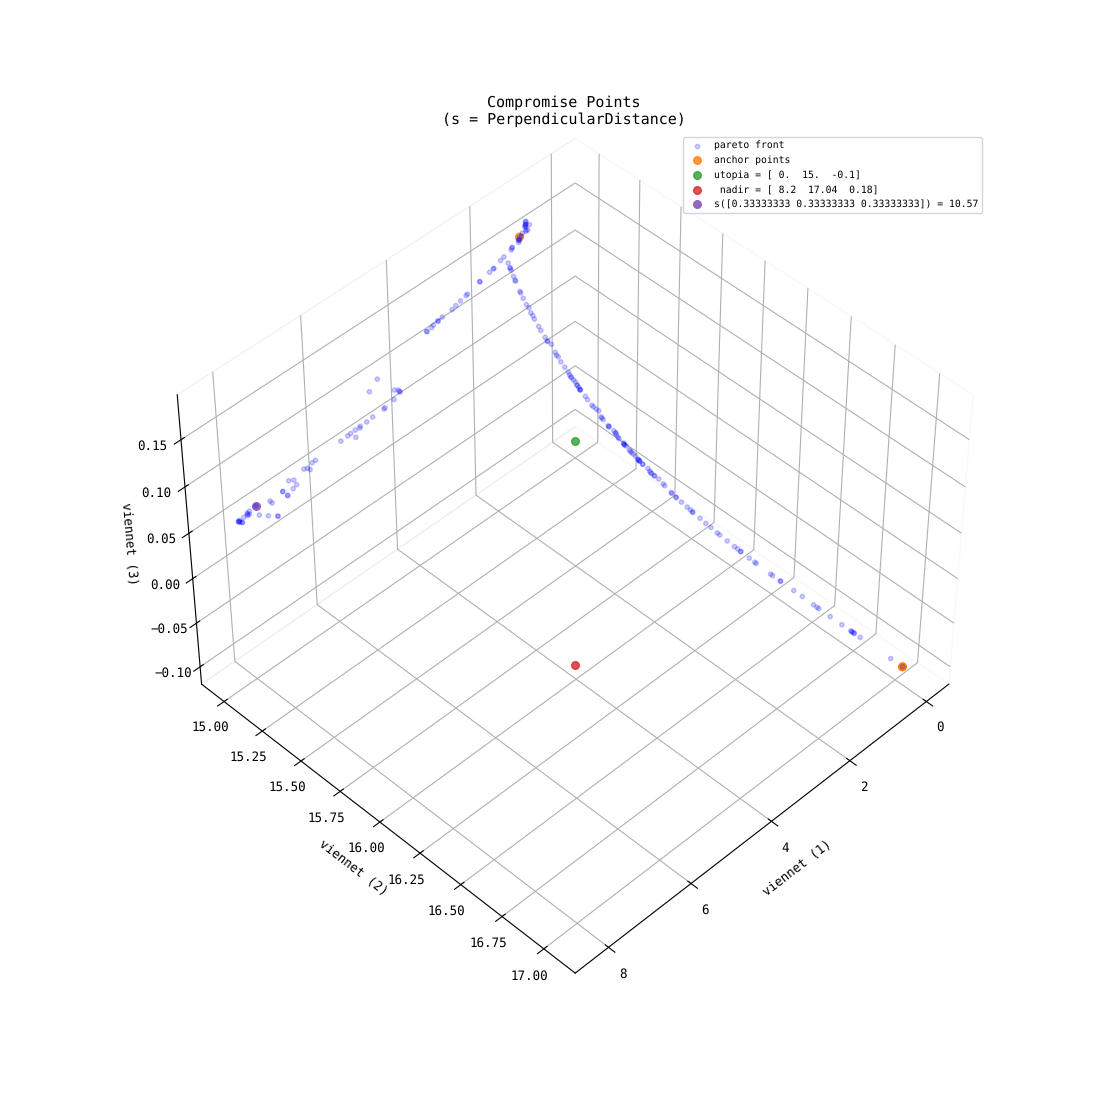 Compromise Points
(s = PerpendicularDistance)
pareto front
anchor points
utopia = [ 0.  15.  -0.1]
nadir = [ 8.2  17.04  0.18]
s([0.33333333 0.33333333 0.33333333]) = 10.57
0.15
0.10
0.05
0.00
−0.05
−0.10
viennet (3)
15.00
15.25
15.50
15.75
16.00
16.25
16.50
16.75
17.00
viennet (2)
0
2
4
6
8
viennet (1)